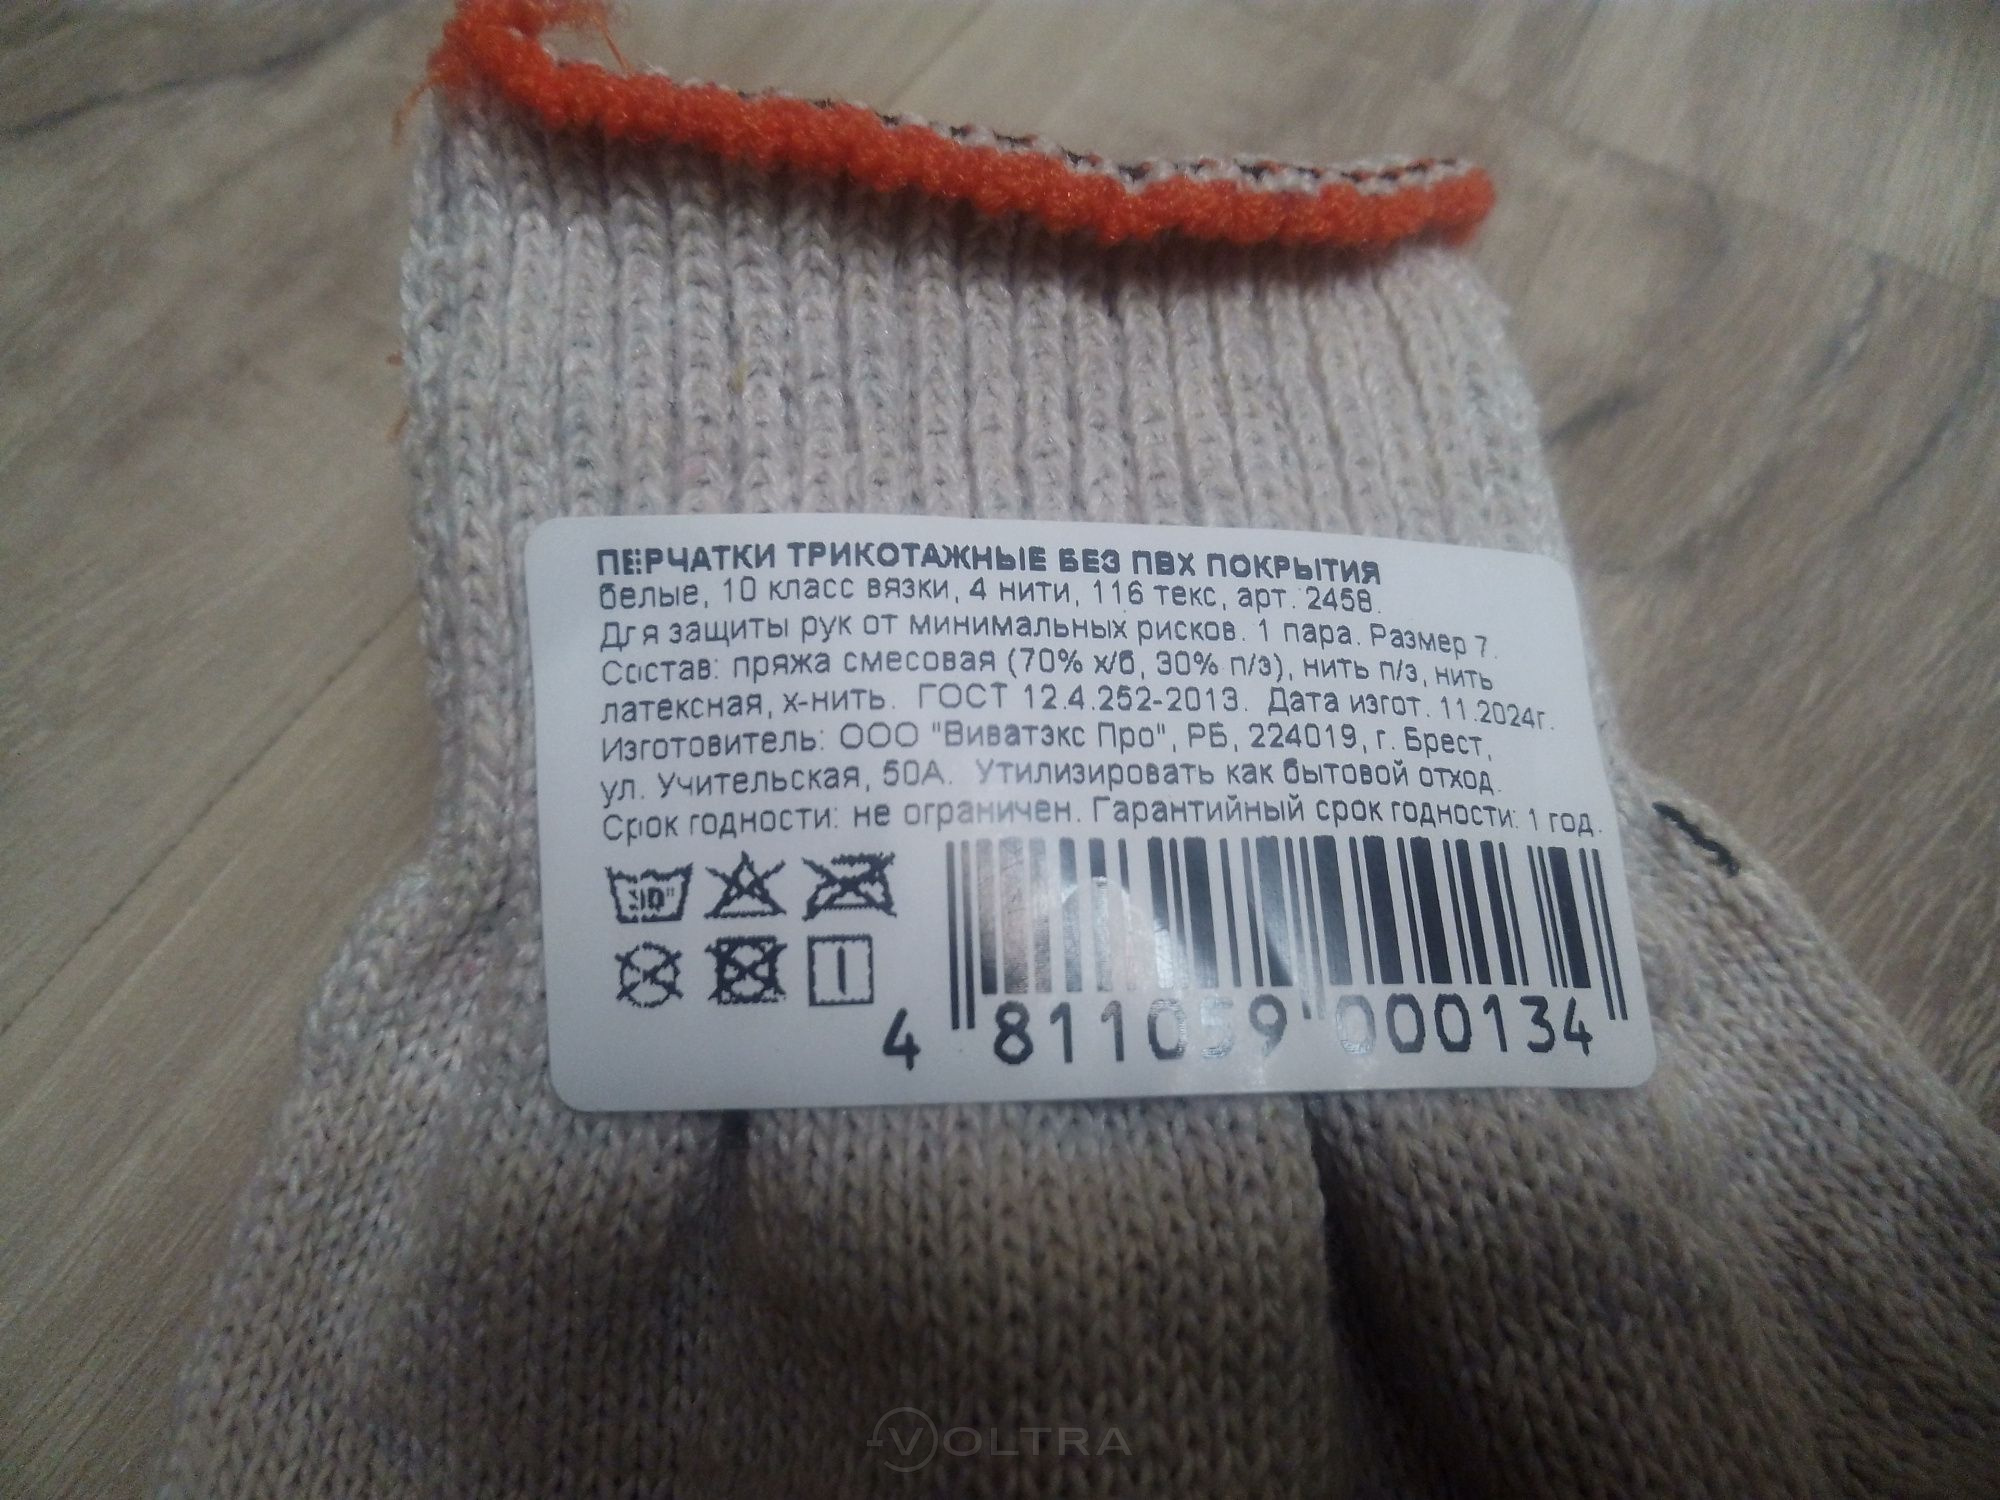 ПЕРЧАТКИ ТРИКОТАЖНЫЕ БЕЗ ПВХ ПОКРЫТИЯ
белые, 10 класс вязки, 4 нити, 116 текс, арт. 2458.
Для защиты рук от минимальных рисков. 1 пара. Размер 7.
Состав: пряжа смесовая (70% х/б, 30% п/э), нить п/э, нить
латексная, х-нить. ГОСТ 12.4.252-2013. Дата изгот. 11.2024г.
Изготовитель: ООО "Виватэкс Про", РБ, 224019, г. Брест,
ул. Учительская, 50А. Утилизировать как бытовой отход.
Срок годности: не ограничен. Гарантийный срок годности: 1 год.
30°
4 811059 000134
VOLTRA